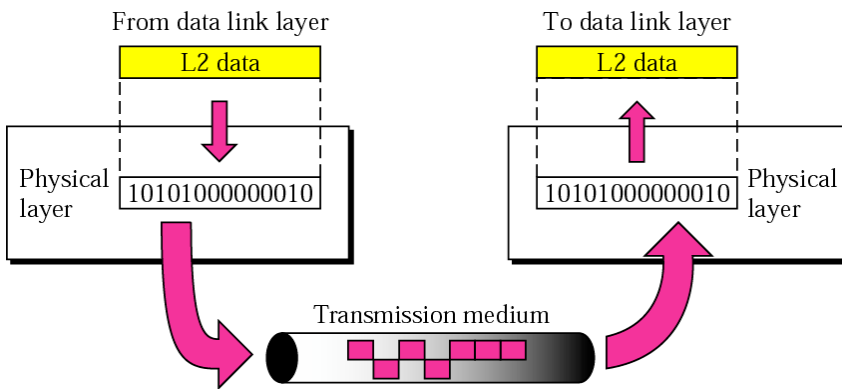 From data link layer
L2 data
Physical
layer
10101000000010
To data link layer
L2 data
10101000000010
Physical
layer
Transmission medium